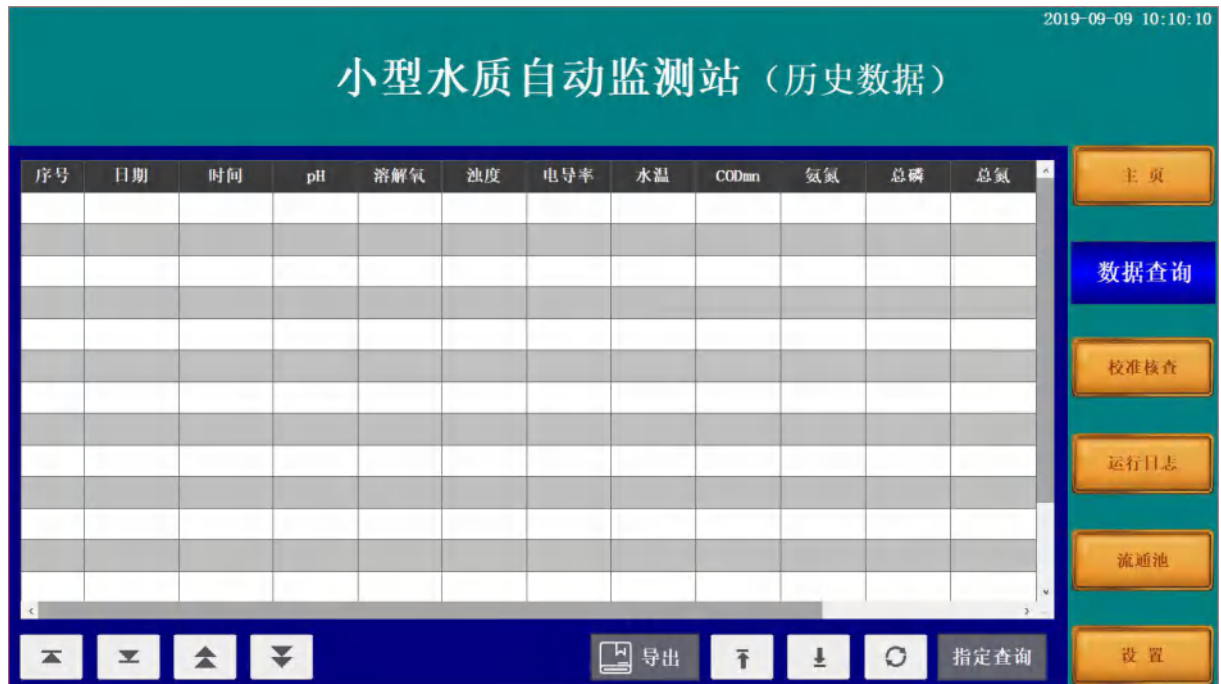 2019-09-09 10:10:10
小型水质自动监测站（历史数据）
序号 日期 时间 pH 溶解氧 浊度 电导率 水温 CODmn 氨氮 总磷 总氮
主 页
数据查询
校准核查
运行日志
流通池
导出 指定查询 设 置